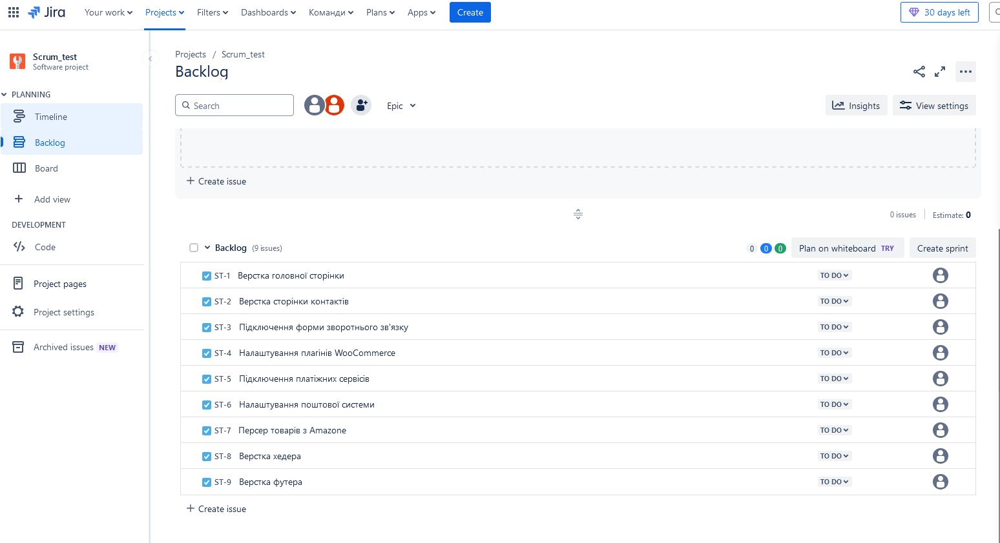 Jira Your work Projects Filters Dashboards Команди Plans Apps Create 30 days left
Scrum_test
Software project
PLANNING
Timeline
Backlog
Board
Add view
DEVELOPMENT
Code
Project pages
Project settings
Archived issues NEW
Projects / Scrum_test
Backlog
Search Epic Insights View settings
Create issue
0 issues Estimate: 0
Backlog (9 issues) 0 0 0 Plan on whiteboard TRY Create sprint
ST-1 Верстка головної сторінки TO DO
ST-2 Верстка сторінки контактів TO DO
ST-3 Підключення форми зворотнього зв'язку TO DO
ST-4 Налаштування плагінів WooCommerce TO DO
ST-5 Підключення платіжних сервісів TO DO
ST-6 Налаштування поштової системи TO DO
ST-7 Персер товарів з Amazone TO DO
ST-8 Верстка хедера TO DO
ST-9 Верстка футера TO DO
Create issue